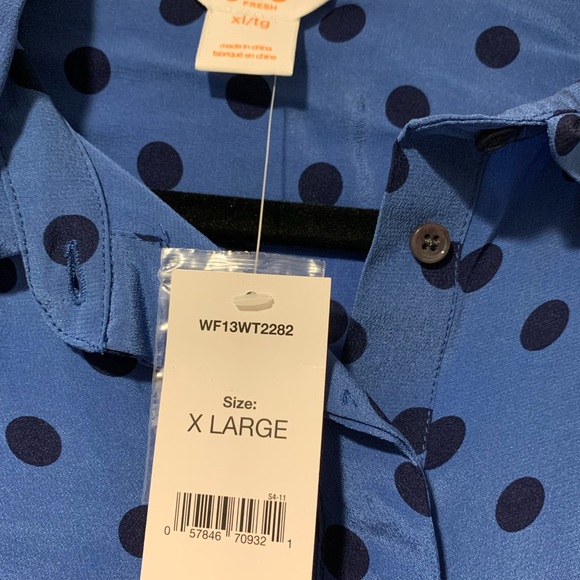 FRESH
xl/tg
made in china
fabriqué en chine
WF13WT2282
Size:
X LARGE
S4-11
0 57846 70932 1